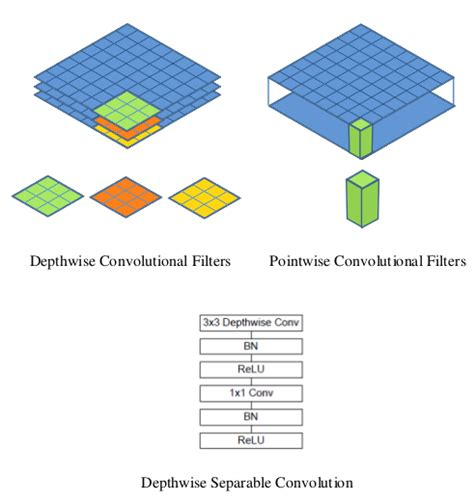 Depthwise Convolutional Filters
Pointwise Convolutional Filters
3x3 Depthwise Conv
BN
ReLU
1x1 Conv
BN
ReLU
Depthwise Separable Convolution